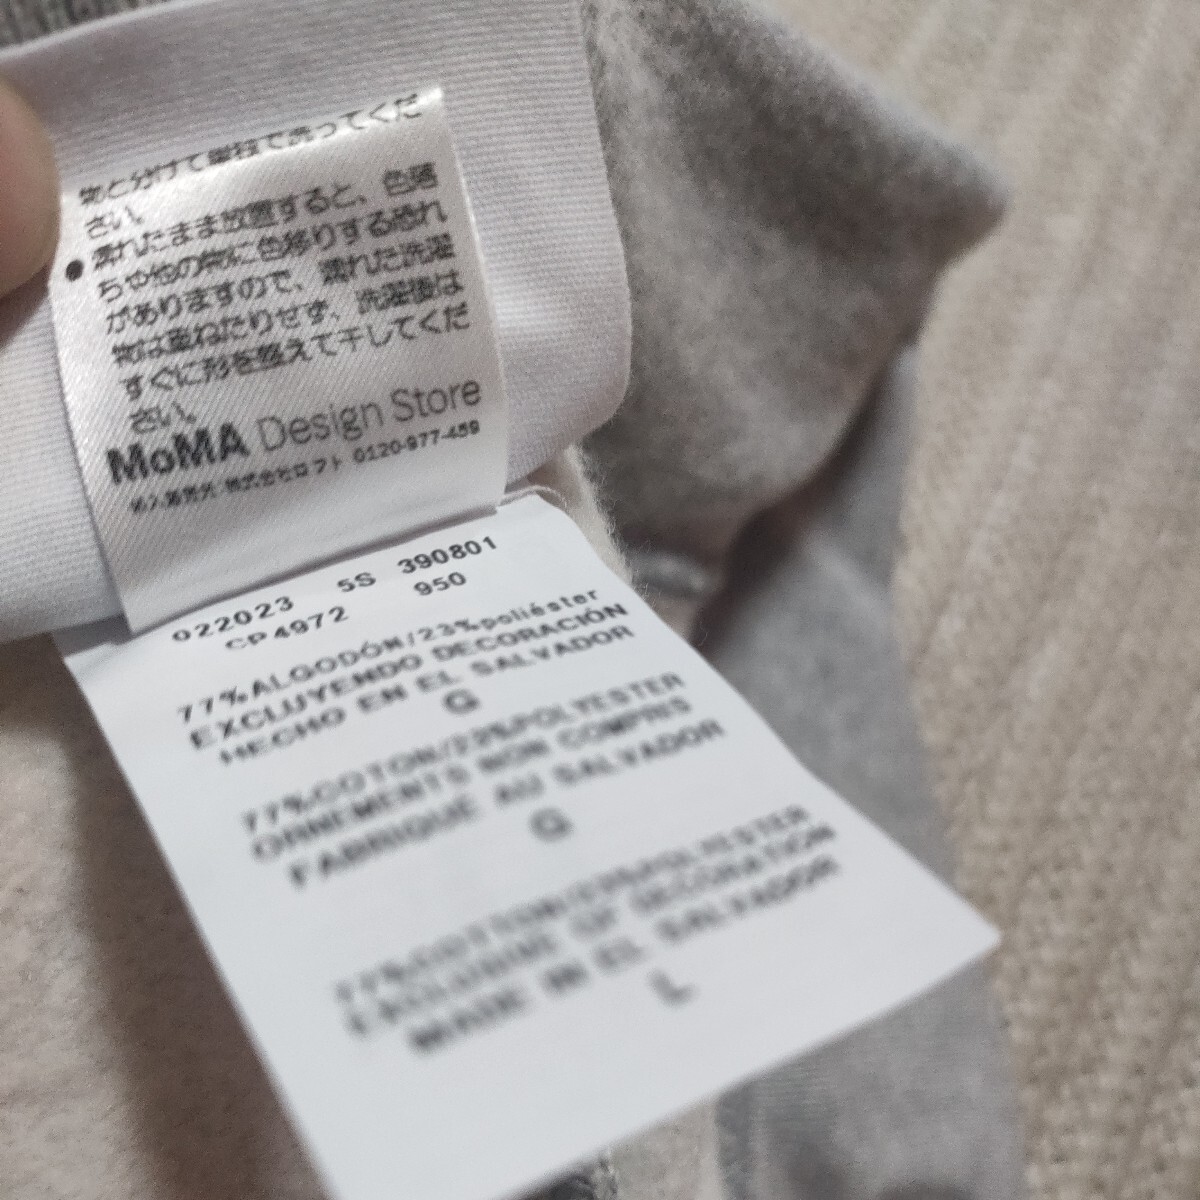 物と分けて単独で洗ってくだ
さい。
● 濡れたまま放置すると、色落
ちや他の物に色移りする恐れ
がありますので、濡れた洗濯
物は重ねたりせず、洗濯後は
すぐに形を整えて干してくだ
さい。
MoMA Design Store
株式会社ロフト 0120-977-459
022023 5S 390801
CP4972 950
77%ALGODÓN/23%poliéster
EXCLUYENDO DECORACIÓN
HECHO EN EL SALVADOR
G
77%COTON/23%POLYESTER
ORNEMENTS NON COMPRIS
FABRIQUÉ AU SALVADOR
G
77%COTTON/23%POLYESTER
EXCLUSIVE OF DECORATION
MADE IN EL SALVADOR
L